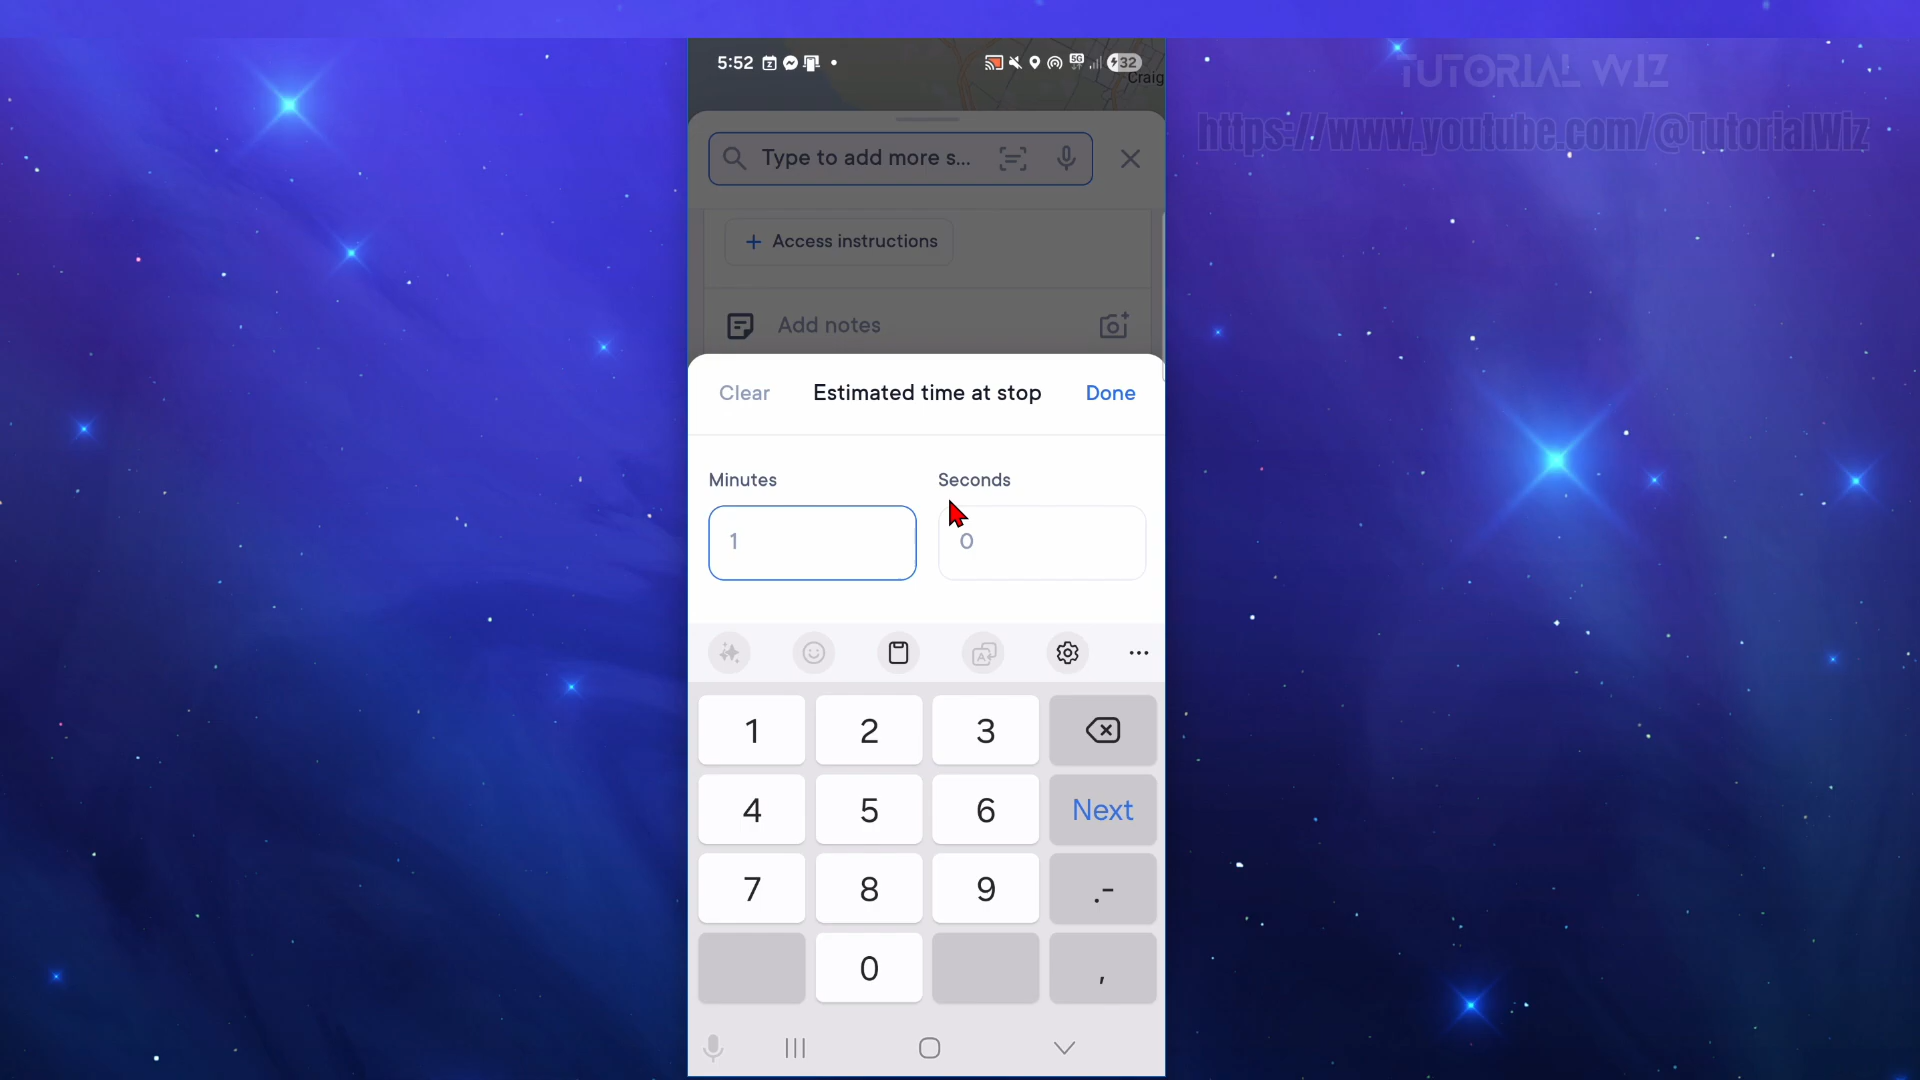 TUTORIAL WIZ
https://www.youtube.com/@TutorialWiz
5:52
5G
32
Craig
Type to add more s...
+ Access instructions
Add notes
Clear
Estimated time at stop
Done
Minutes
Seconds
1
0
1
2
3
4
5
6
Next
7
8
9
.-
0
,